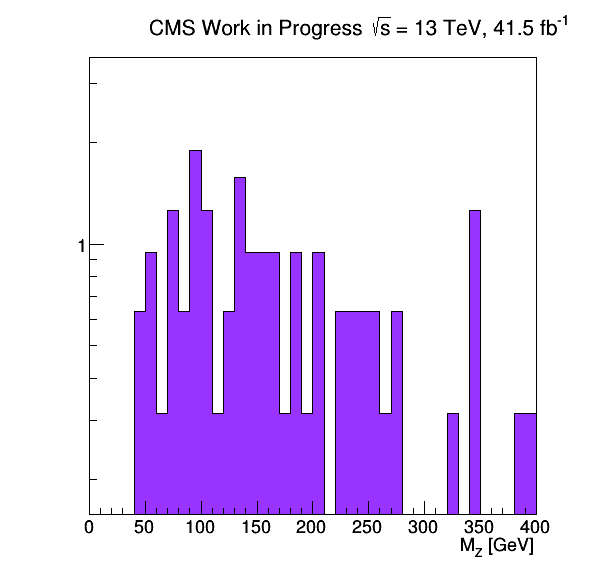 CMS Work in Progress √s = 13 TeV, 41.5 fb⁻¹
1
0 50 100 150 200 250 300 350 400
M_Z [GeV]